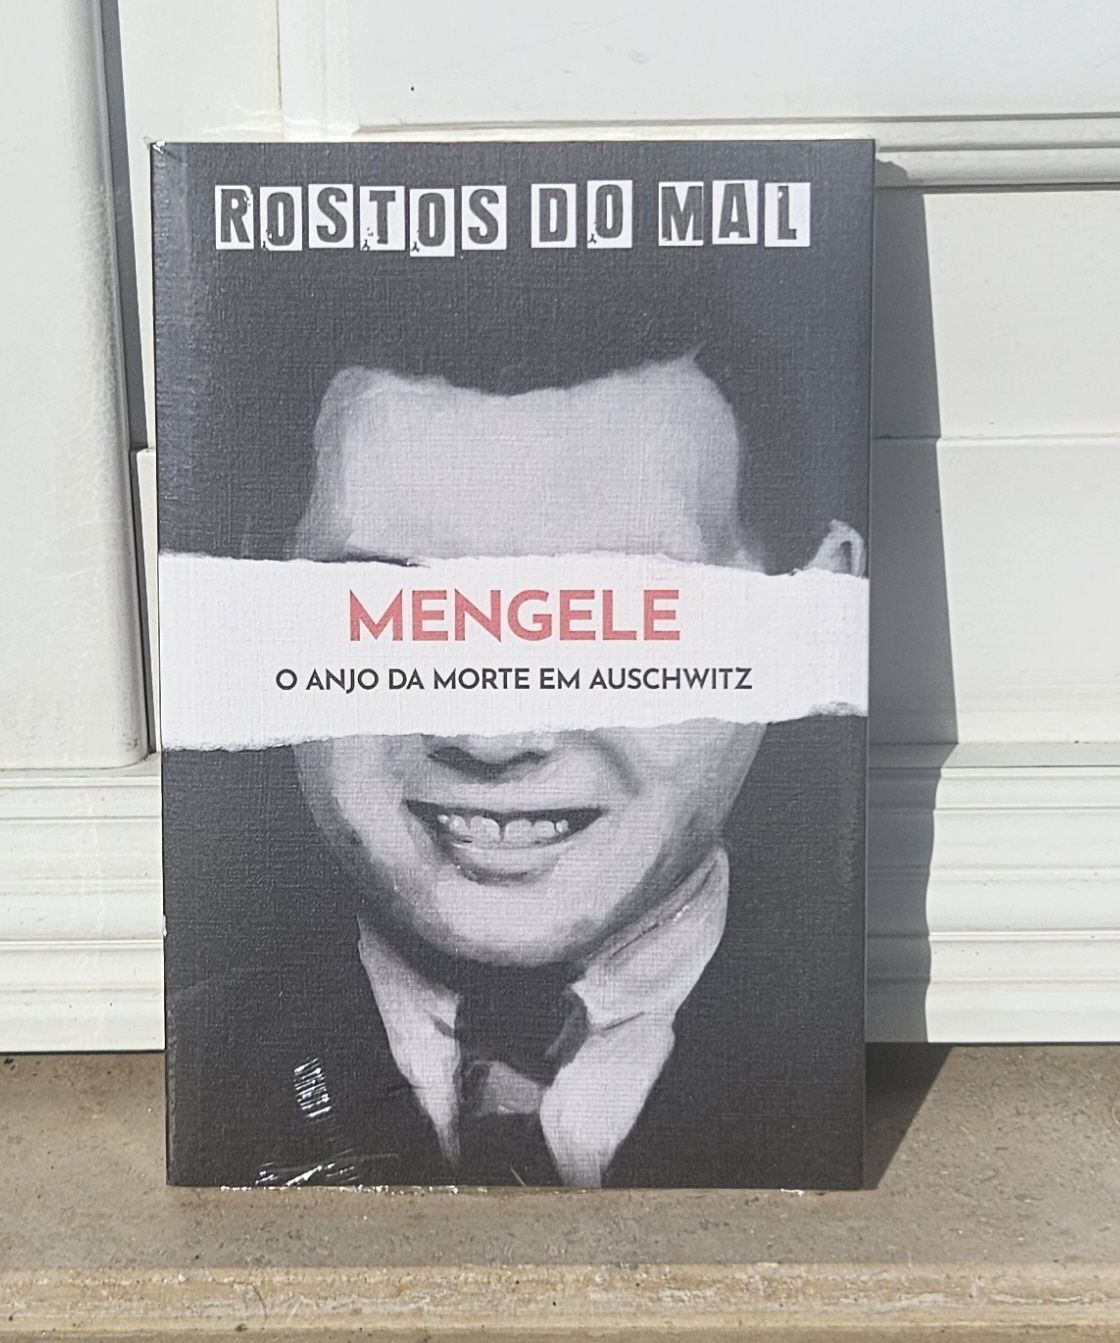 ROSTOS DO MAL
MENGELE
O ANJO DA MORTE EM AUSCHWITZ